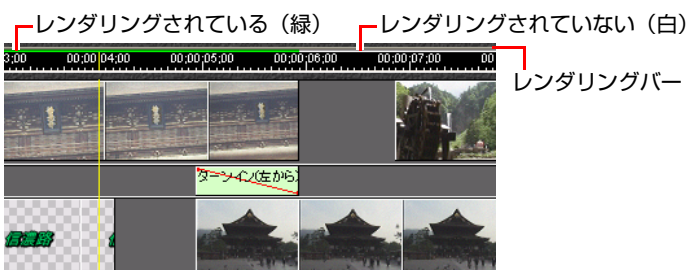 レンダリングされている（緑）
レンダリングされていない（白）
レンダリングバー
3;00 00;00;04;00 00;00;05;00 00;00;06;00 00;00;07;00 00
ターンイン(左から)
信濃路